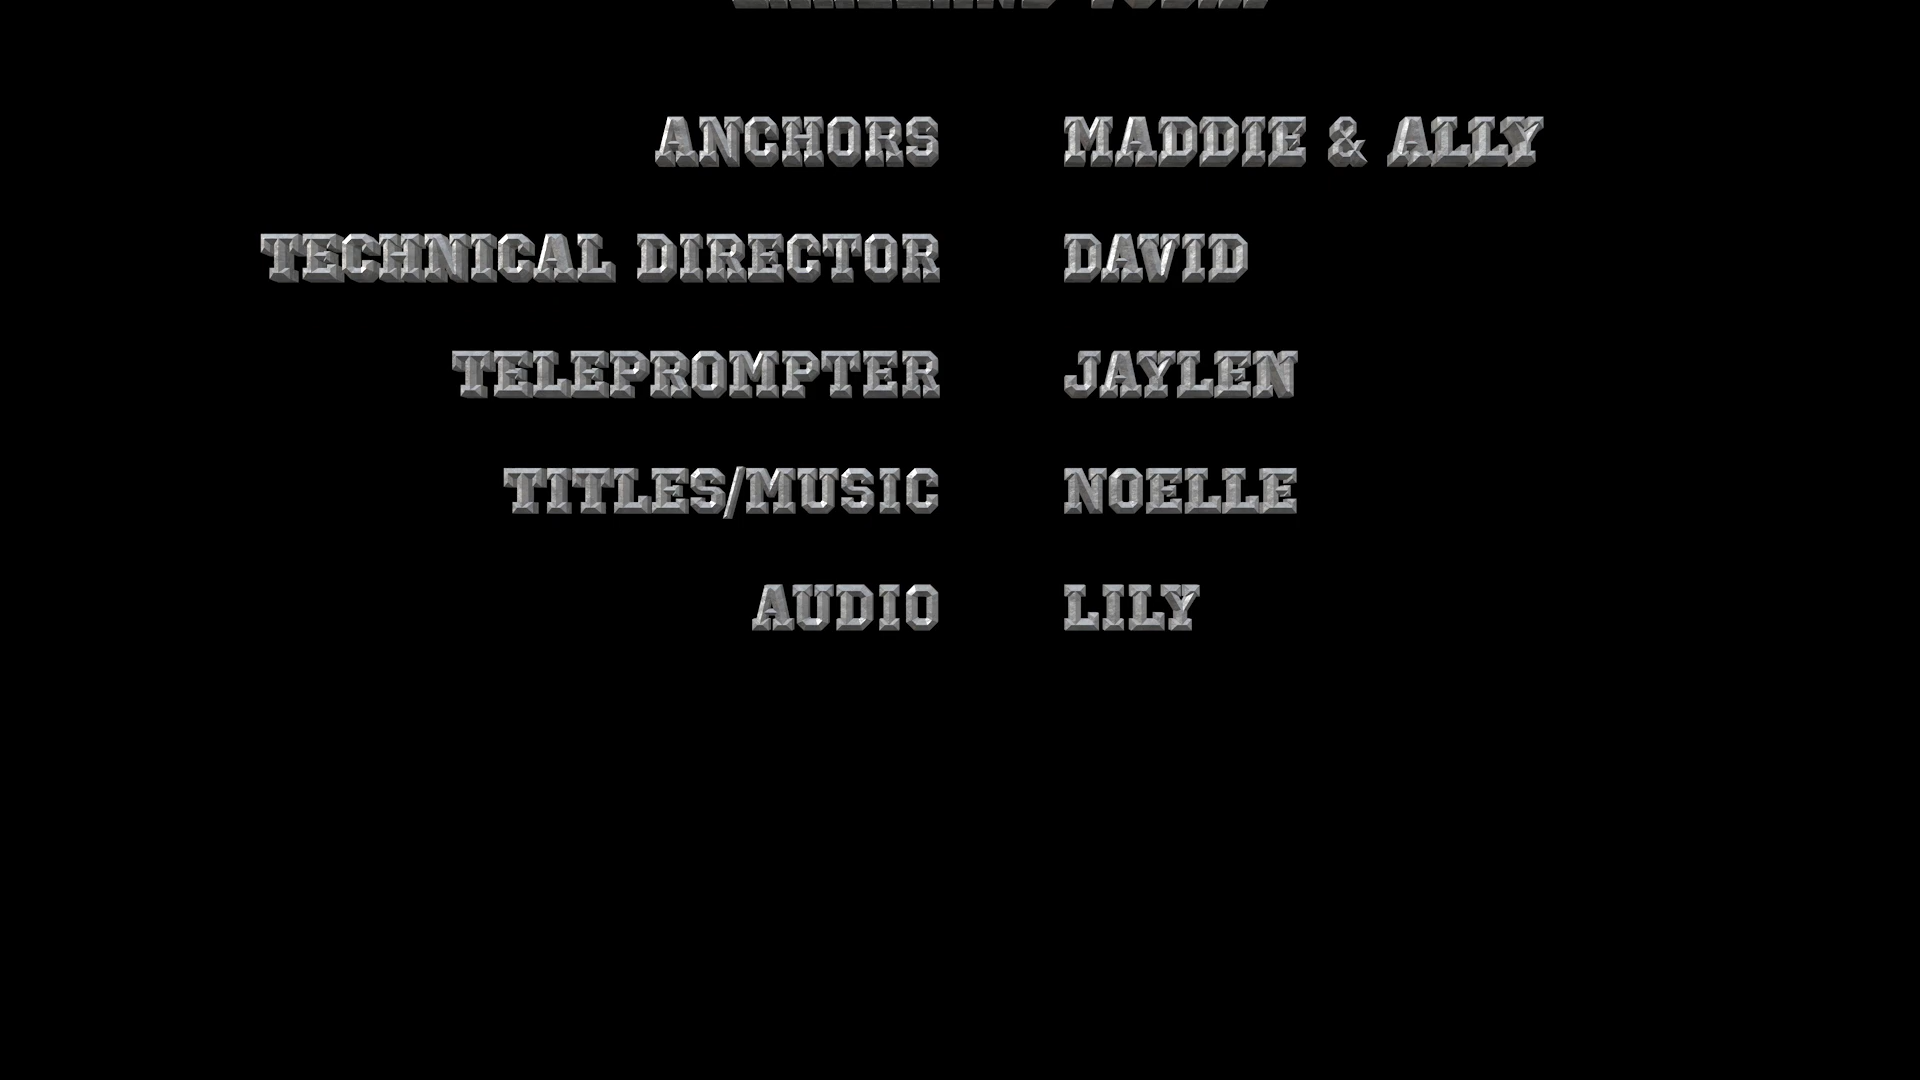 ANCHORS MADDIE & ALLY
TECHNICAL DIRECTOR DAVID
TELEPROMPTER JAYLEN
TITLES/MUSIC NOELLE
AUDIO LILY